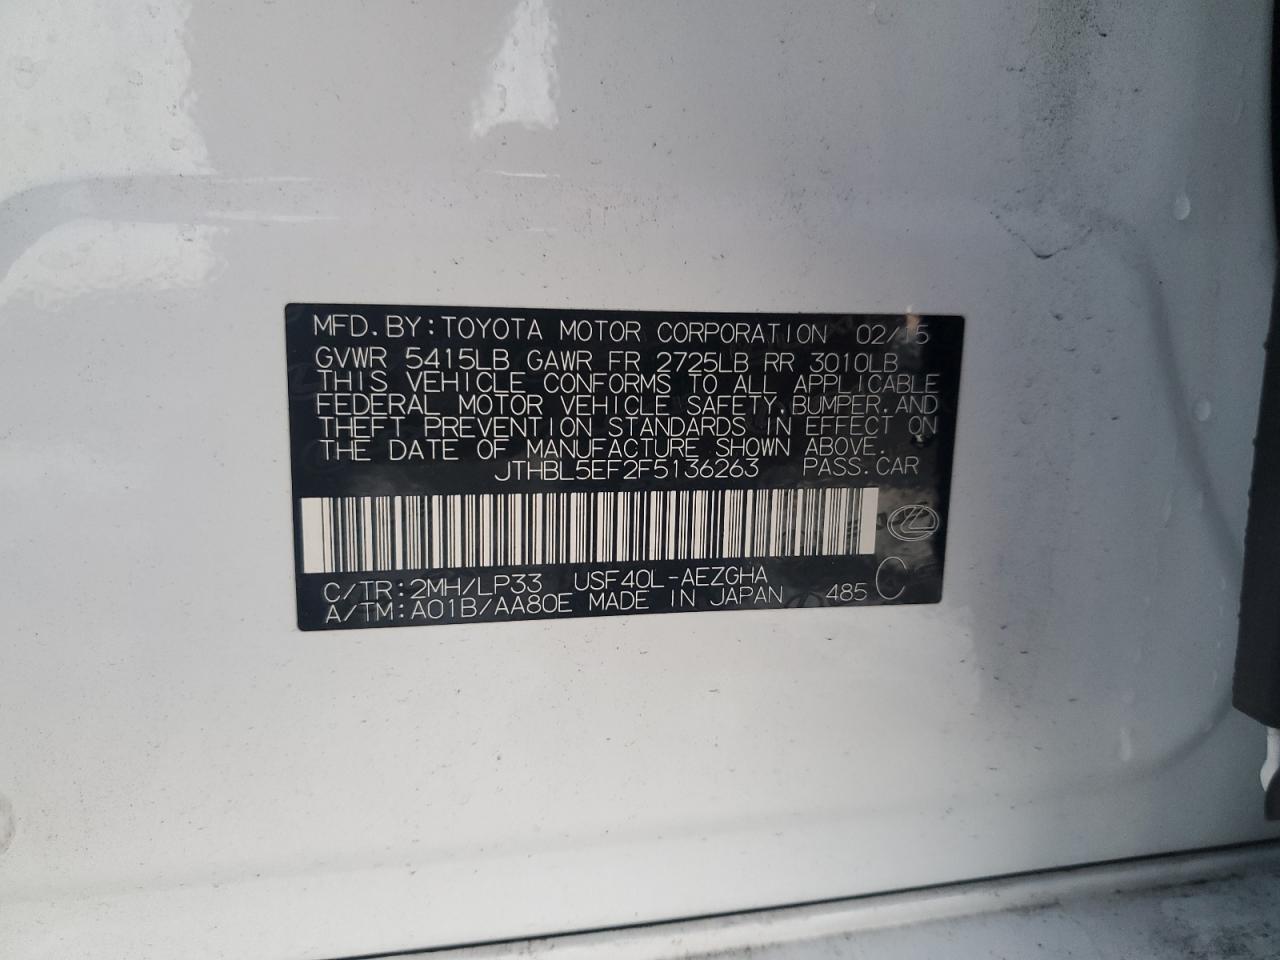 MFD.BY:TOYOTA MOTOR CORPORATION 02/15
GVWR 5415LB GAWR FR 2725LB RR 3010LB
THIS VEHICLE CONFORMS TO ALL APPLICABLE
FEDERAL MOTOR VEHICLE SAFETY,BUMPER,AND
THEFT PREVENTION STANDARDS IN EFFECT ON
THE DATE OF MANUFACTURE SHOWN ABOVE.
JTHBL5EF2F5136263 PASS.CAR
C/TR:2MH/LP33 USF40L-AEZGHA
A/TM:A01B/AA80E MADE IN JAPAN 485 C